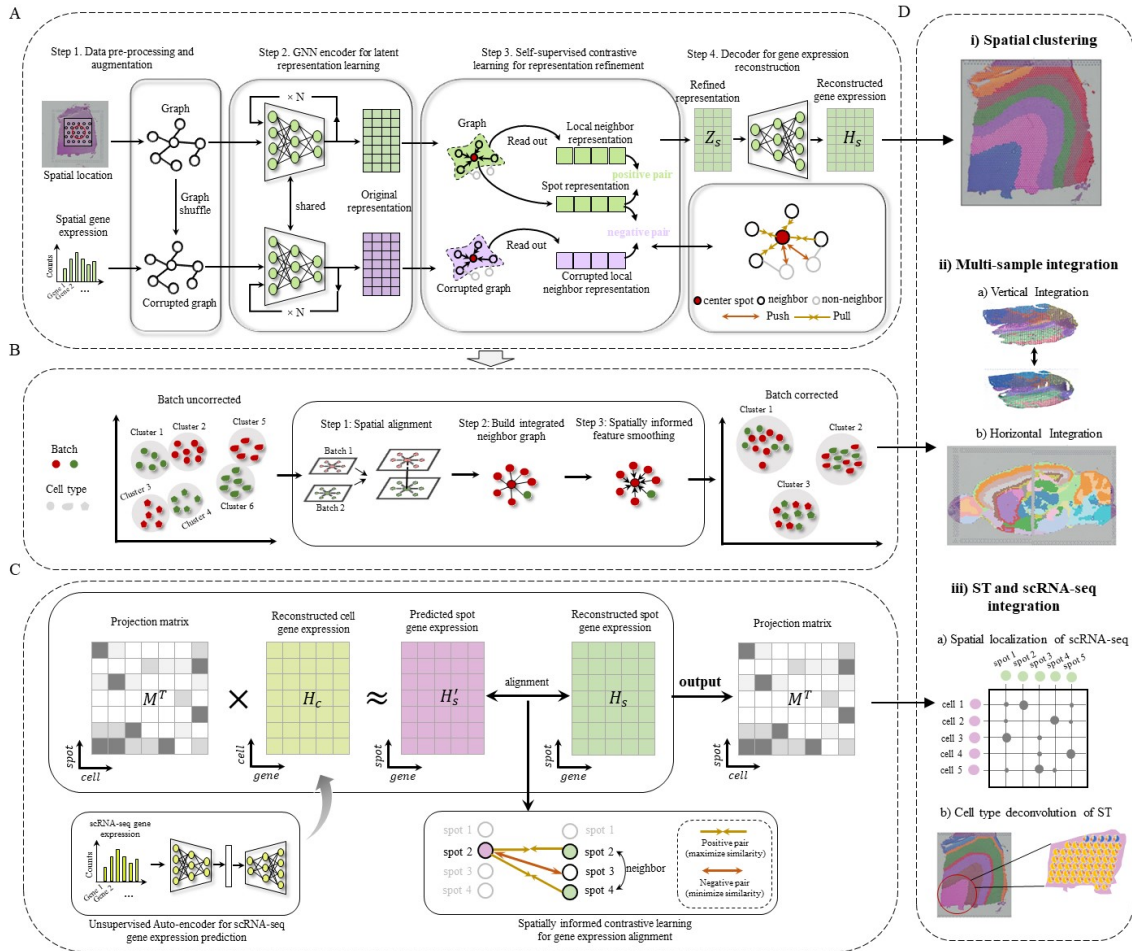 A
Step 1. Data pre-processing and
augmentation
Spatial location
Spatial gene
expression
Counts
Gene 1
Gene 2
...
Graph
Graph
shuffle
Corrupted graph
Step 2. GNN encoder for latent
representation learning
× N
shared
Original
representation
× N
Step 3. Self-supervised contrastive
learning for representation refinement
Graph
Read out
Local neighbor
representation
positive pair
Spot representation
negative pair
Read out
Corrupted graph
Corrupted local
neighbor representation
Step 4. Decoder for gene expression
reconstruction
Refined
representation
Z_s
Reconstructed
gene expression
H_s
center spot
neighbor
non-neighbor
Push
Pull
B
Batch
Cell type
Batch uncorrected
Cluster 1
Cluster 2
Cluster 5
Cluster 3
Cluster 4
Cluster 6
Step 1: Spatial alignment
Batch 1
Batch 2
Step 2: Build integrated
neighbor graph
Step 3: Spatially informed
feature smoothing
Batch corrected
Cluster 1
Cluster 2
Cluster 3
C
Projection matrix
M^T
spot
cell
×
Reconstructed cell
gene expression
H_c
cell
gene
≈
Predicted spot
gene expression
H'_s
spot
gene
alignment
Reconstructed spot
gene expression
H_s
spot
gene
output
Projection matrix
M^T
spot
cell
scRNA-seq gene
expression
Counts
Gene 1
Gene 2
...
Unsupervised Auto-encoder for scRNA-seq
gene expression prediction
spot 1
spot 2
spot 3
spot 4
spot 1
spot 2
spot 3
spot 4
neighbor
Positive pair
(maximize similarity)
Negative pair
(minimize similarity)
Spatially informed contrastive learning
for gene expression alignment
D
i) Spatial clustering
ii) Multi-sample integration
a) Vertical Integration
b) Horizontal Integration
iii) ST and scRNA-seq
integration
a) Spatial localization of scRNA-seq
spot 1
spot 2
spot 3
spot 4
spot 5
cell 1
cell 2
cell 3
cell 4
cell 5
b) Cell type deconvolution of ST